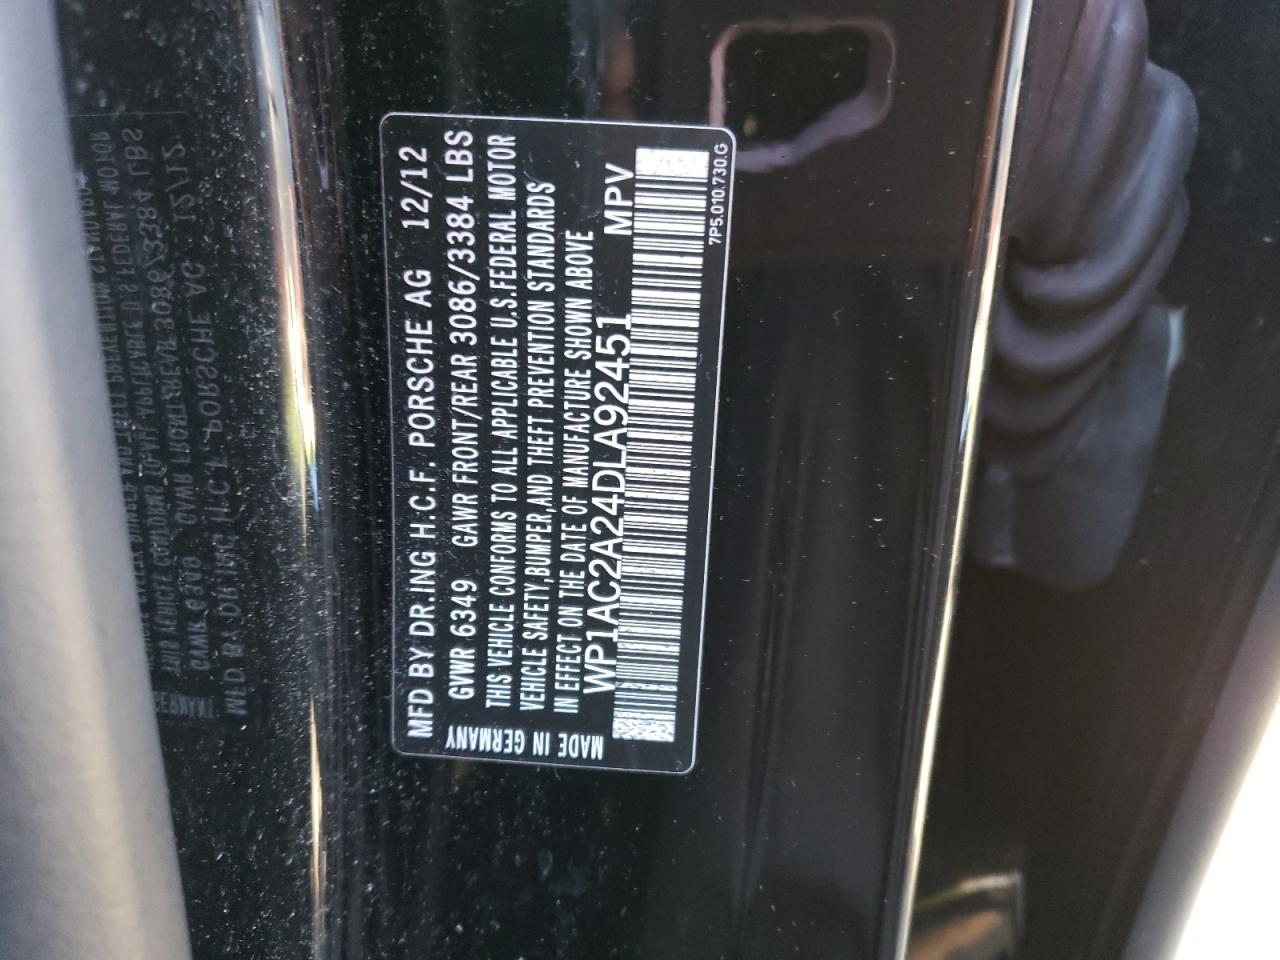 MFD BY DR.ING H.C.F. PORSCHE AG 12/12
GVWR 6349 GAWR FRONT/REAR 3086/3384 LBS
THIS VEHICLE CONFORMS TO ALL APPLICABLE U.S.FEDERAL MOTOR
VEHICLE SAFETY,BUMPER,AND THEFT PREVENTION STANDARDS
IN EFFECT ON THE DATE OF MANUFACTURE SHOWN ABOVE
WP1AC2A24DLA92451 MPV
7P5.010.730.G
MADE IN GERMANY